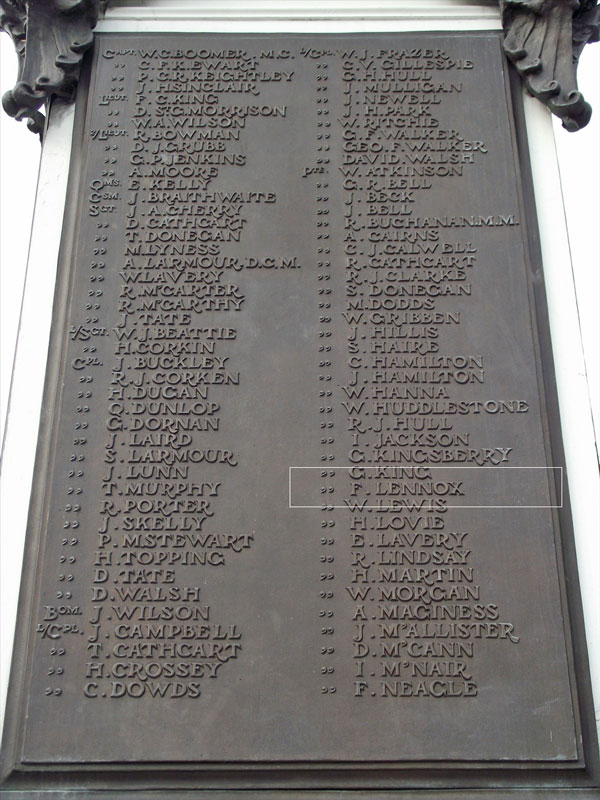 CAPT. W.C. BOOMER, M.C.
" C.F.K. EWART
" P.C.R. KEIGHTLEY
" J.H. SINCLAIR
LIEUT. F.C. KING
" D. ST.G. MORRISON
" W.A. WILSON
2/LIEUT. R. BOWMAN
" D.J. GRUBB
" G.P. JENKINS
" A. MOORE
QMS. E. KELLY
CSM. J. BRAITHWAITE
SGT. J.A. CHERRY
" D. CATHCART
" T. DONEGAN
" M. LYNESS
" A. LARMOUR, D.C.M.
" W. LAVERY
" R. McCARTER
" R. McCARTHY
" J. TATE
L/SGT. W.J. BEATTIE
" H. CORKIN
CPL. J. BUCKLEY
" R.J. CORKEN
" H. DUGAN
" Q. DUNLOP
" G. DORNAN
" J. LAIRD
" S. LARMOUR
" J. LUNN
" T. MURPHY
" R. PORTER
" J. SKELLY
" P. MSTEWART
" H. TOPPING
" D. TATE
" D. WALSH
BOM. J. WILSON
L/CPL. J. CAMPBELL
" T. CATHCART
" H. CROSSEY
" C. DOWDS
L/CPL. W.J. FRAZER
" G.V. GILLESPIE
" G.H. HULL
" J. MULLIGAN
" J. NEWELL
" J.H. PARK
" W. RITCHIE
" G.F. WALKER
" GEO. F. WALKER
" DAVID. WALSH
PTE. W. ATKINSON
" G.R. BELL
" J. BECK
" J. BELL
" R. BUCHANAN. M.M.
" A. CAIRNS
" C.J. CALWELL
" R. CATHCART
" R.J. CLARKE
" S. DONEGAN
" M. DODDS
" W. GRIBBEN
" J. HILLIS
" S. HAIRE
" C. HAMILTON
" J. HAMILTON
" W. HANNA
" W. HUDDLESTONE
" R.J. HULL
" I. JACKSON
" G. KINGSBERRY
" G. KING
" F. LENNOX
" W. LEWIS
" H. LOVIE
" E. LAVERY
" R. LINDSAY
" H. MARTIN
" W. MORGAN
" A. MAGINESS
" J. McALLISTER
" D. McCANN
" I. McNAIR
" F. NEAGLE